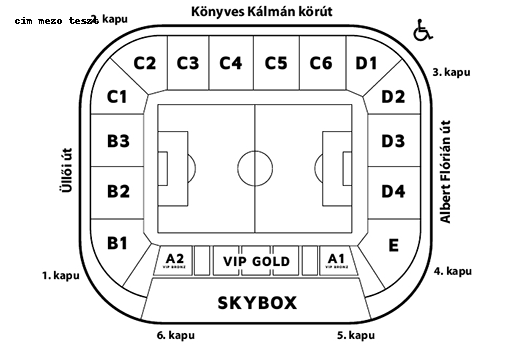 Könyves Kálmán körút
cim mezo teszt
2. kapu
C2 C3 C4 C5 C6 D1
3. kapu
C1 D2
B3 D3
Üllői út
Albert Flórián út
B2 D4
B1 E
A2 VIP GOLD A1
VIP BRONZ VIP BRONZ
1. kapu
4. kapu
SKYBOX
6. kapu
5. kapu